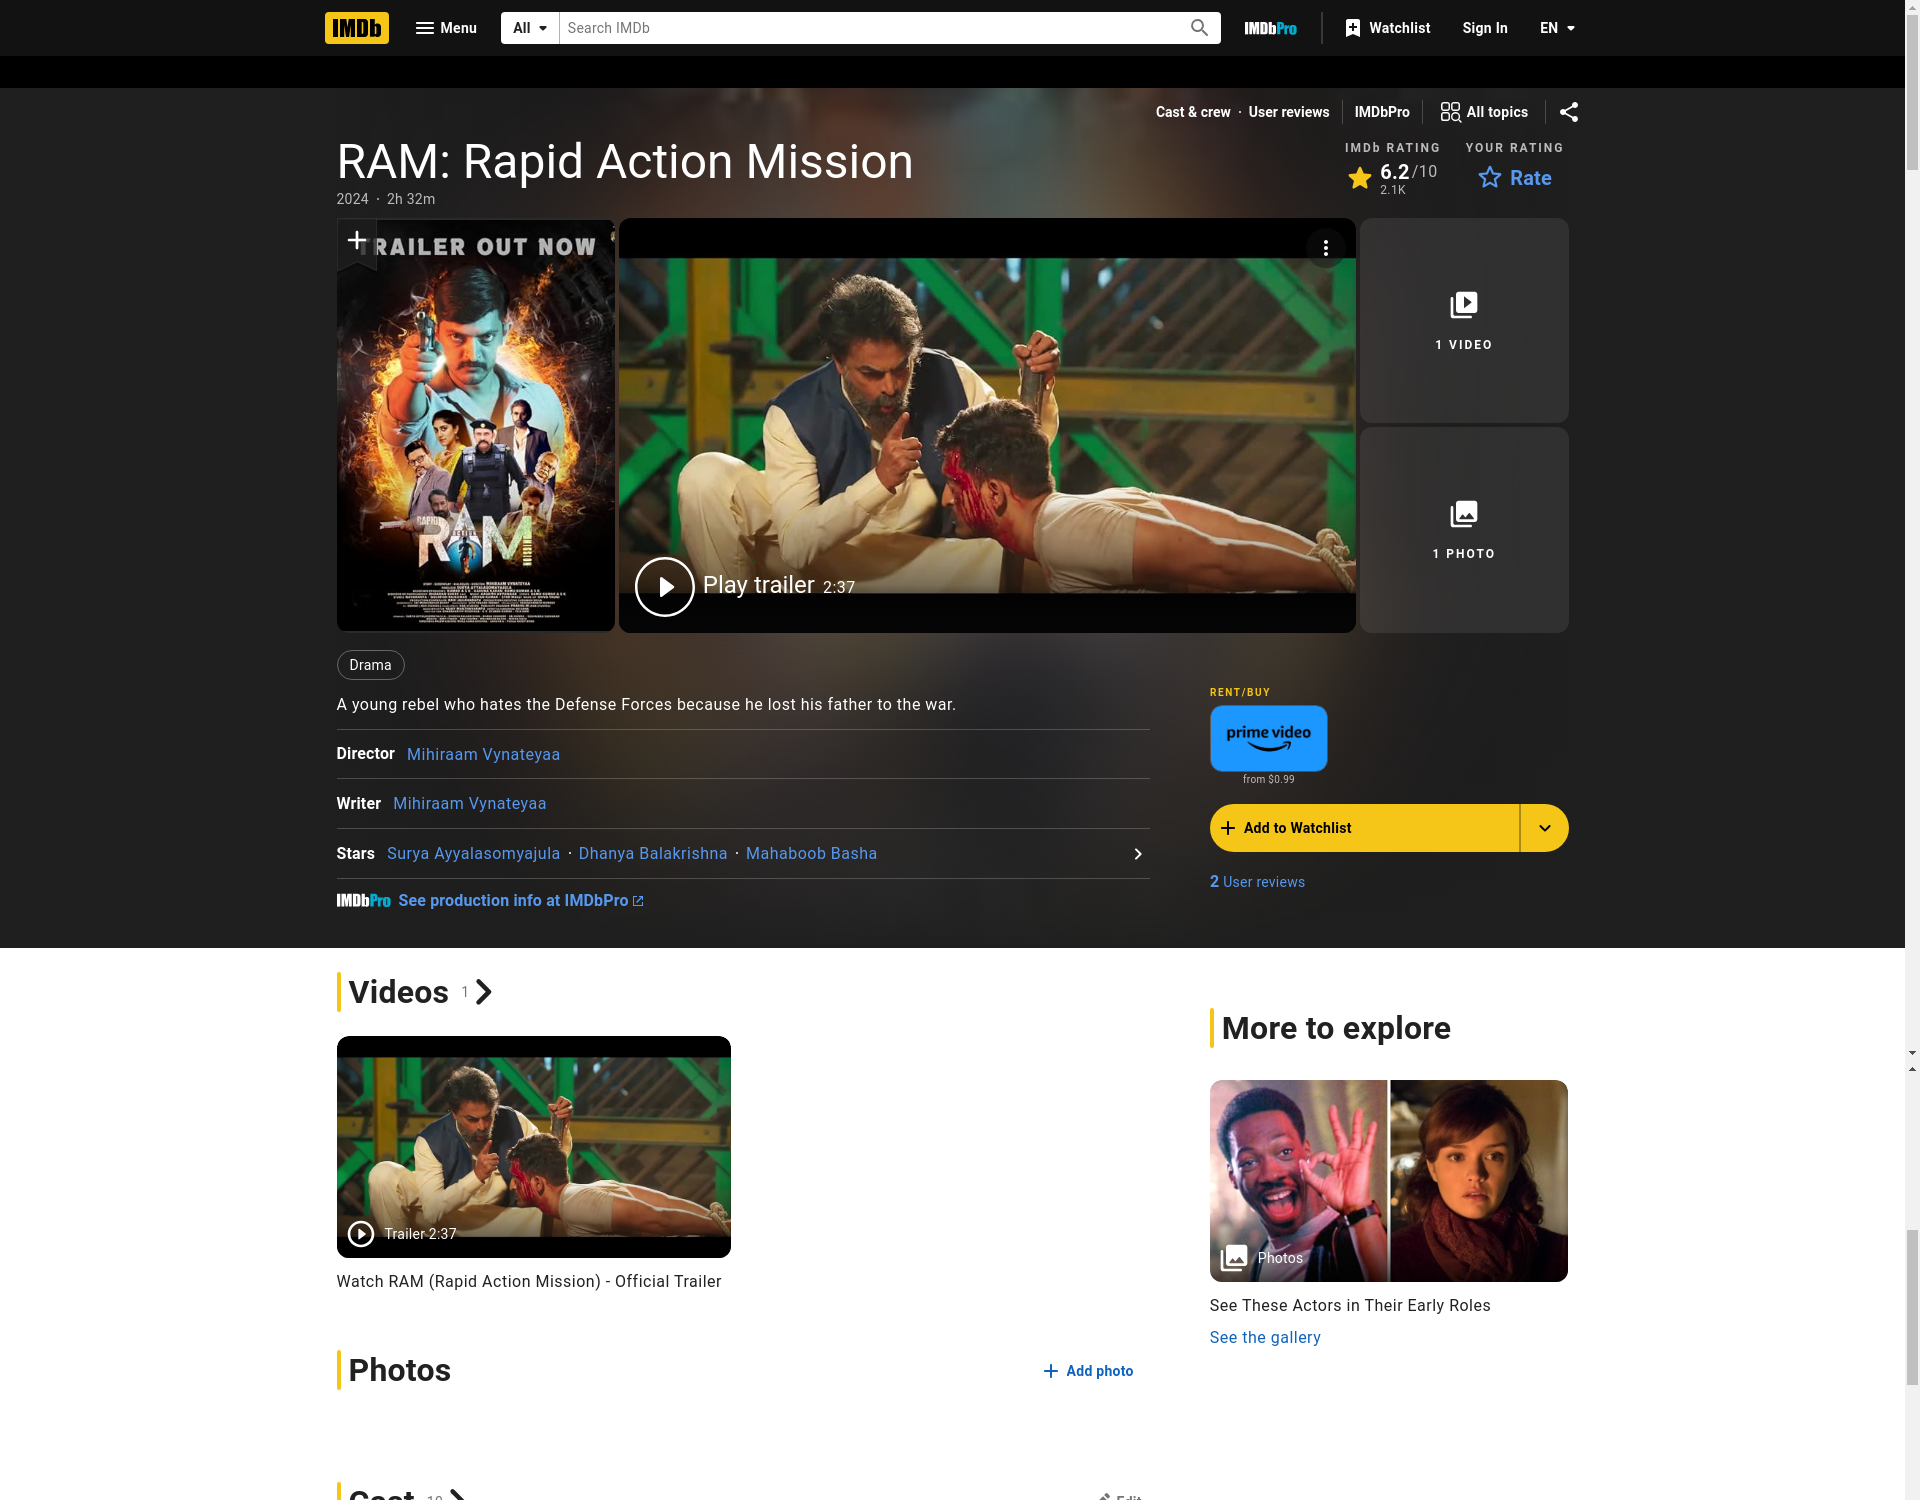 IMDb
Menu
All
Search IMDb
IMDbPro
Watchlist
Sign In
EN
Cast & crew · User reviews
IMDbPro
All topics
RAM: Rapid Action Mission
2024 · 2h 32m
IMDb RATING
6.2/10
2.1K
YOUR RATING
Rate
TRAILER OUT NOW
RAPID
RAM
MISSION
Play trailer 2:37
1 VIDEO
1 PHOTO
Drama
A young rebel who hates the Defense Forces because he lost his father to the war.
Director Mihiraam Vynateyaa
Writer Mihiraam Vynateyaa
Stars Surya Ayyalasomyajula · Dhanya Balakrishna · Mahaboob Basha
IMDbPro See production info at IMDbPro
RENT/BUY
prime video
from $0.99
Add to Watchlist
2 User reviews
Videos 1
Trailer 2:37
Watch RAM (Rapid Action Mission) - Official Trailer
More to explore
Photos
See These Actors in Their Early Roles
See the gallery
Photos
Add photo
Cast
Edit